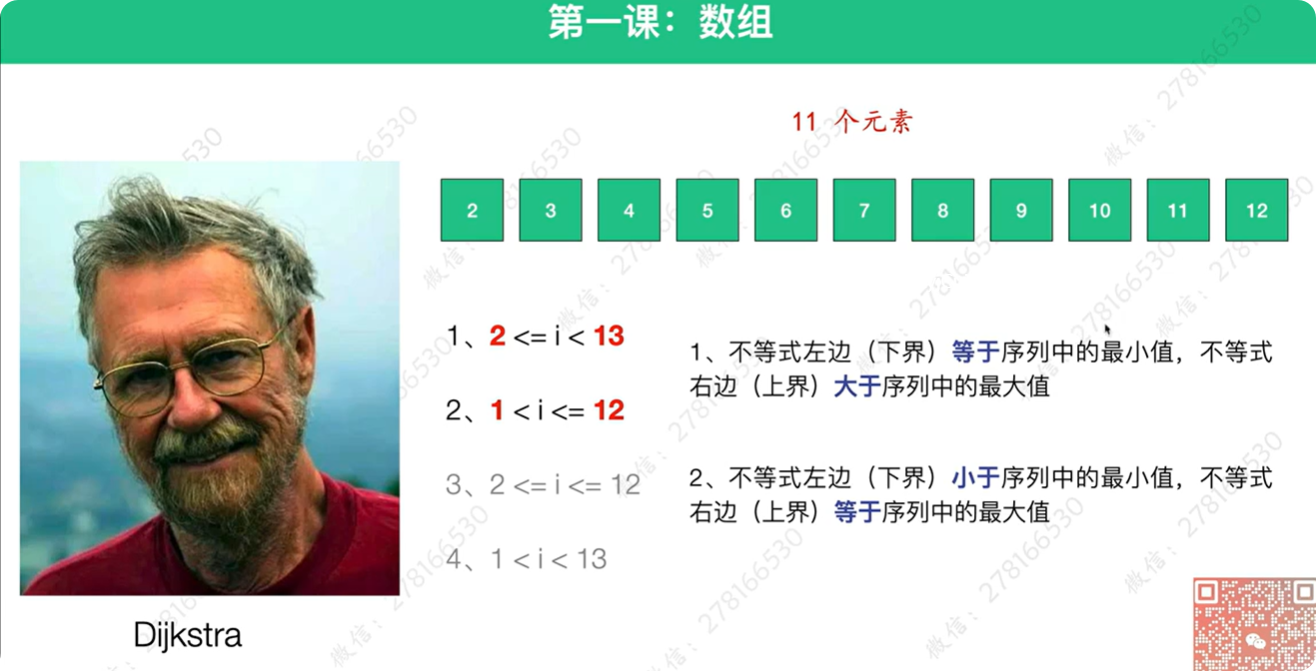 第一课：数组
11 个元素
2 3 4 5 6 7 8 9 10 11 12
1、2 <= i < 13
2、1 < i <= 12
3、2 <= i <= 12
4、1 < i < 13
1、不等式左边（下界）等于序列中的最小值，不等式
右边（上界）大于序列中的最大值
2、不等式左边（下界）小于序列中的最小值，不等式
右边（上界）等于序列中的最大值
Dijkstra
微信：278166530